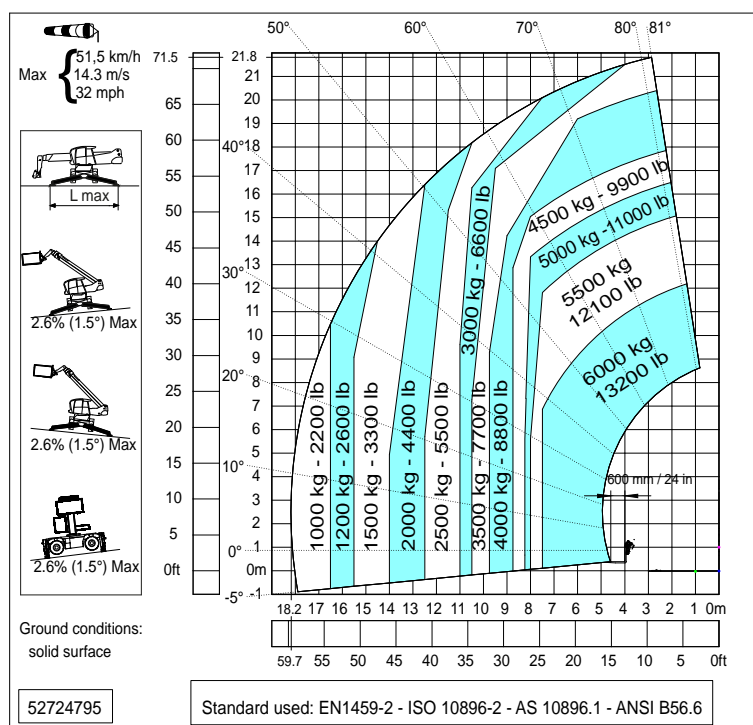 50° 60° 70° 80° 81°
Max
51,5 km/h
14.3 m/s
32 mph
71.5
65
60
55
50
45
40
35
30
25
20
15
10
5
0ft
21.8
21
20
19
18
17
16
15
14
13
12
11
10
9
8
7
6
5
4
3
2
1
0m
-1
40°
30°
20°
10°
0°
-5°
L max
2.6% (1.5°) Max
2.6% (1.5°) Max
2.6% (1.5°) Max
1000 kg - 2200 lb
1200 kg - 2600 lb
1500 kg - 3300 lb
2000 kg - 4400 lb
2500 kg - 5500 lb
3000 kg - 6600 lb
3500 kg - 7700 lb
4000 kg - 8800 lb
4500 kg - 9900 lb
5000 kg -11000 lb
5500 kg
12100 lb
6000 kg
13200 lb
600 mm / 24 in
18.2 17 16 15 14 13 12 11 10 9 8 7 6 5 4 3 2 1 0m
59.7 55 50 45 40 35 30 25 20 15 10 5 0ft
Ground conditions:
solid surface
52724795
Standard used: EN1459-2 - ISO 10896-2 - AS 10896.1 - ANSI B56.6